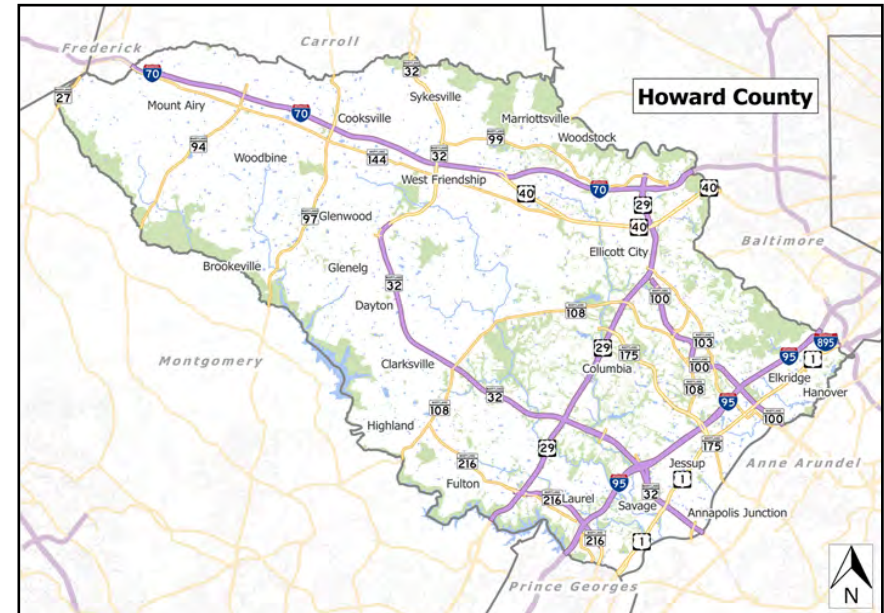 Frederick
Carroll
Howard County
27
70
32
Sykesville
Mount Airy
70
Cooksville
Marriottsville
94
Woodbine
144
32
99
Woodstock
West Friendship
40
70
29
40
97
Glenwood
40
Ellicott City
Baltimore
Brookeville
Glenelg
32
Dayton
108
100
Montgomery
Clarksville
29
175
Columbia
103
100
95
895
1
Elkridge
108
Hanover
32
95
108
100
Highland
29
175
216
Fulton
Jessup
Anne Arundel
95
1
216
Laurel
32
Savage
Annapolis Junction
216
1
Prince Georges
N